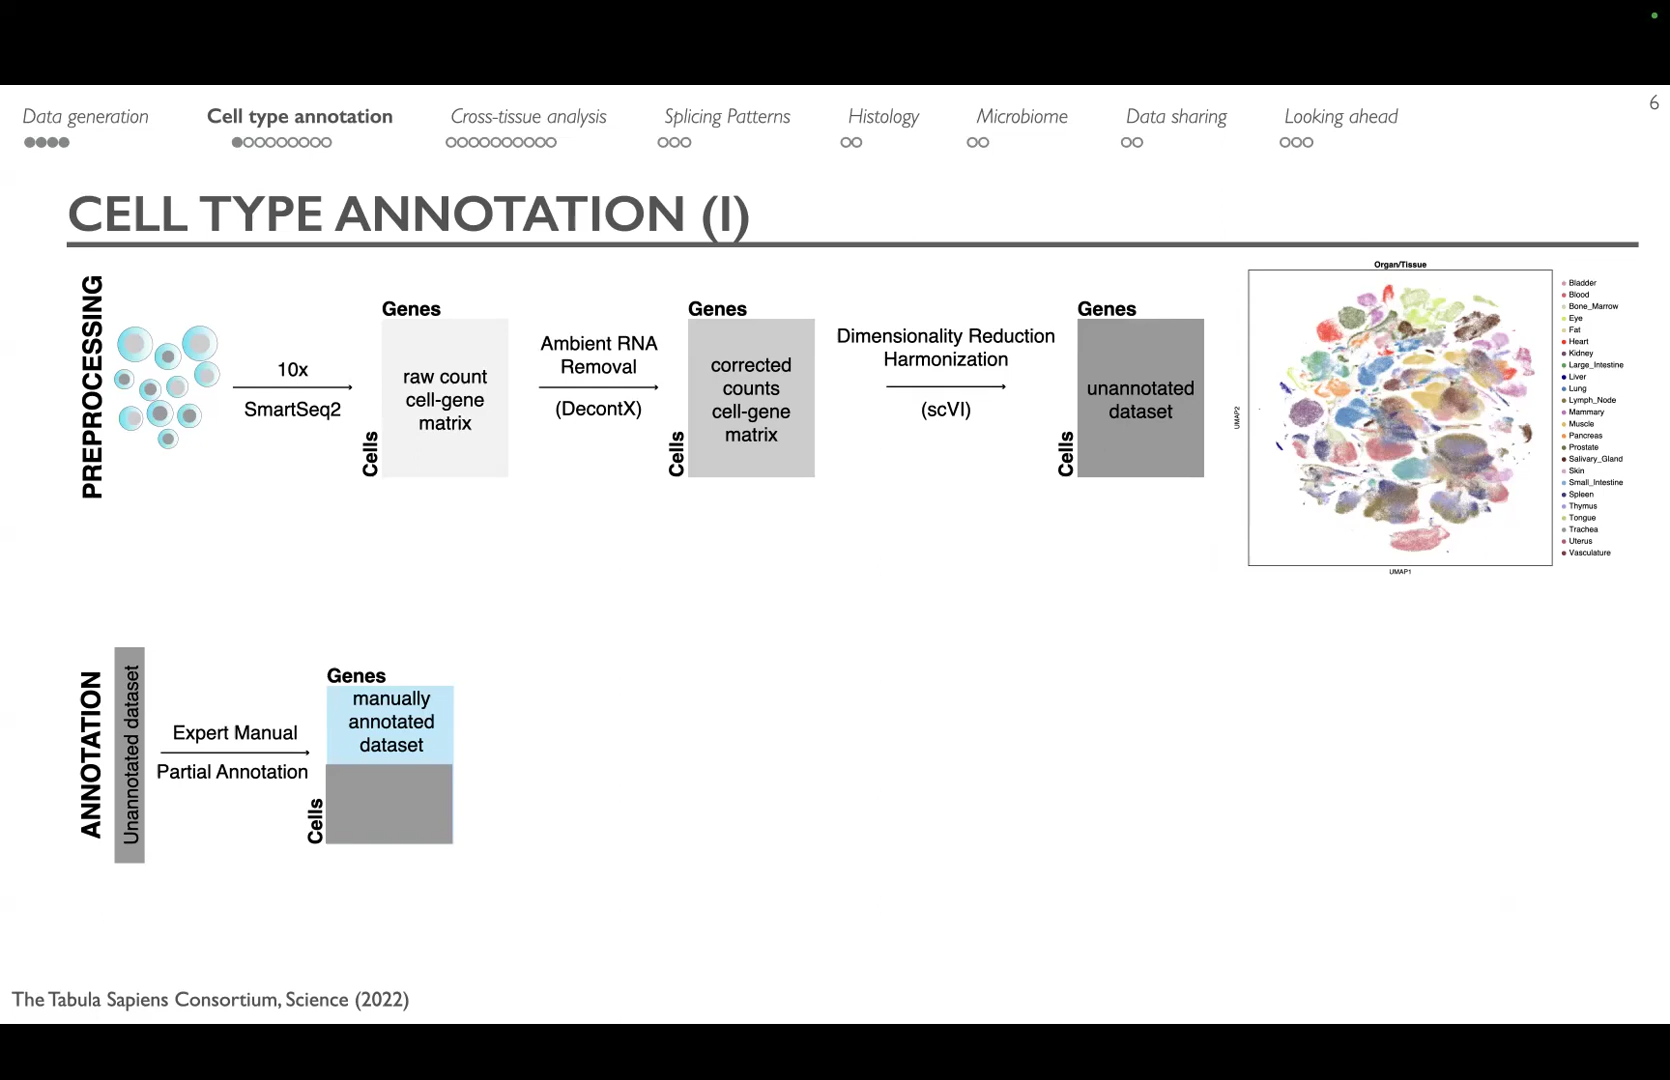 6
Data generation
Cell type annotation
Cross-tissue analysis
Splicing Patterns
Histology
Microbiome
Data sharing
Looking ahead
CELL TYPE ANNOTATION (I)
PREPROCESSING
10x
SmartSeq2
Genes
Cells
raw count
cell-gene
matrix
Ambient RNA
Removal
(DecontX)
Genes
Cells
corrected
counts
cell-gene
matrix
Dimensionality Reduction
Harmonization
(scVI)
Genes
Cells
unannotated
dataset
Organ/Tissue
UMAP2
UMAP1
Bladder
Blood
Bone_Marrow
Eye
Fat
Heart
Kidney
Large_Intestine
Liver
Lung
Lymph_Node
Mammary
Muscle
Pancreas
Prostate
Salivary_Gland
Skin
Small_Intestine
Spleen
Thymus
Tongue
Trachea
Uterus
Vasculature
ANNOTATION
Unannotated dataset
Expert Manual
Partial Annotation
Genes
Cells
manually
annotated
dataset
The Tabula Sapiens Consortium, Science (2022)